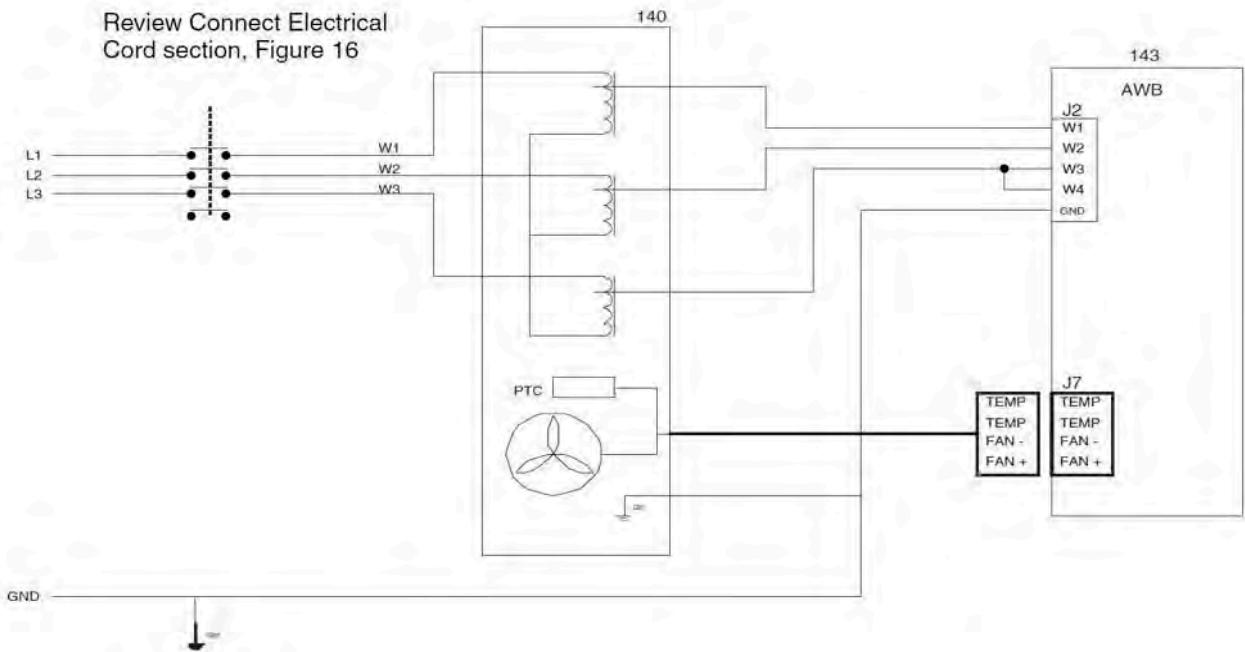 Review Connect Electrical
Cord section, Figure 16
140
143
AWB
J2
L1
L2
L3
W1
W2
W3
W1
W2
W3
W4
GND
PTC
J7
TEMP
TEMP
FAN -
FAN +
TEMP
TEMP
FAN -
FAN +
GND